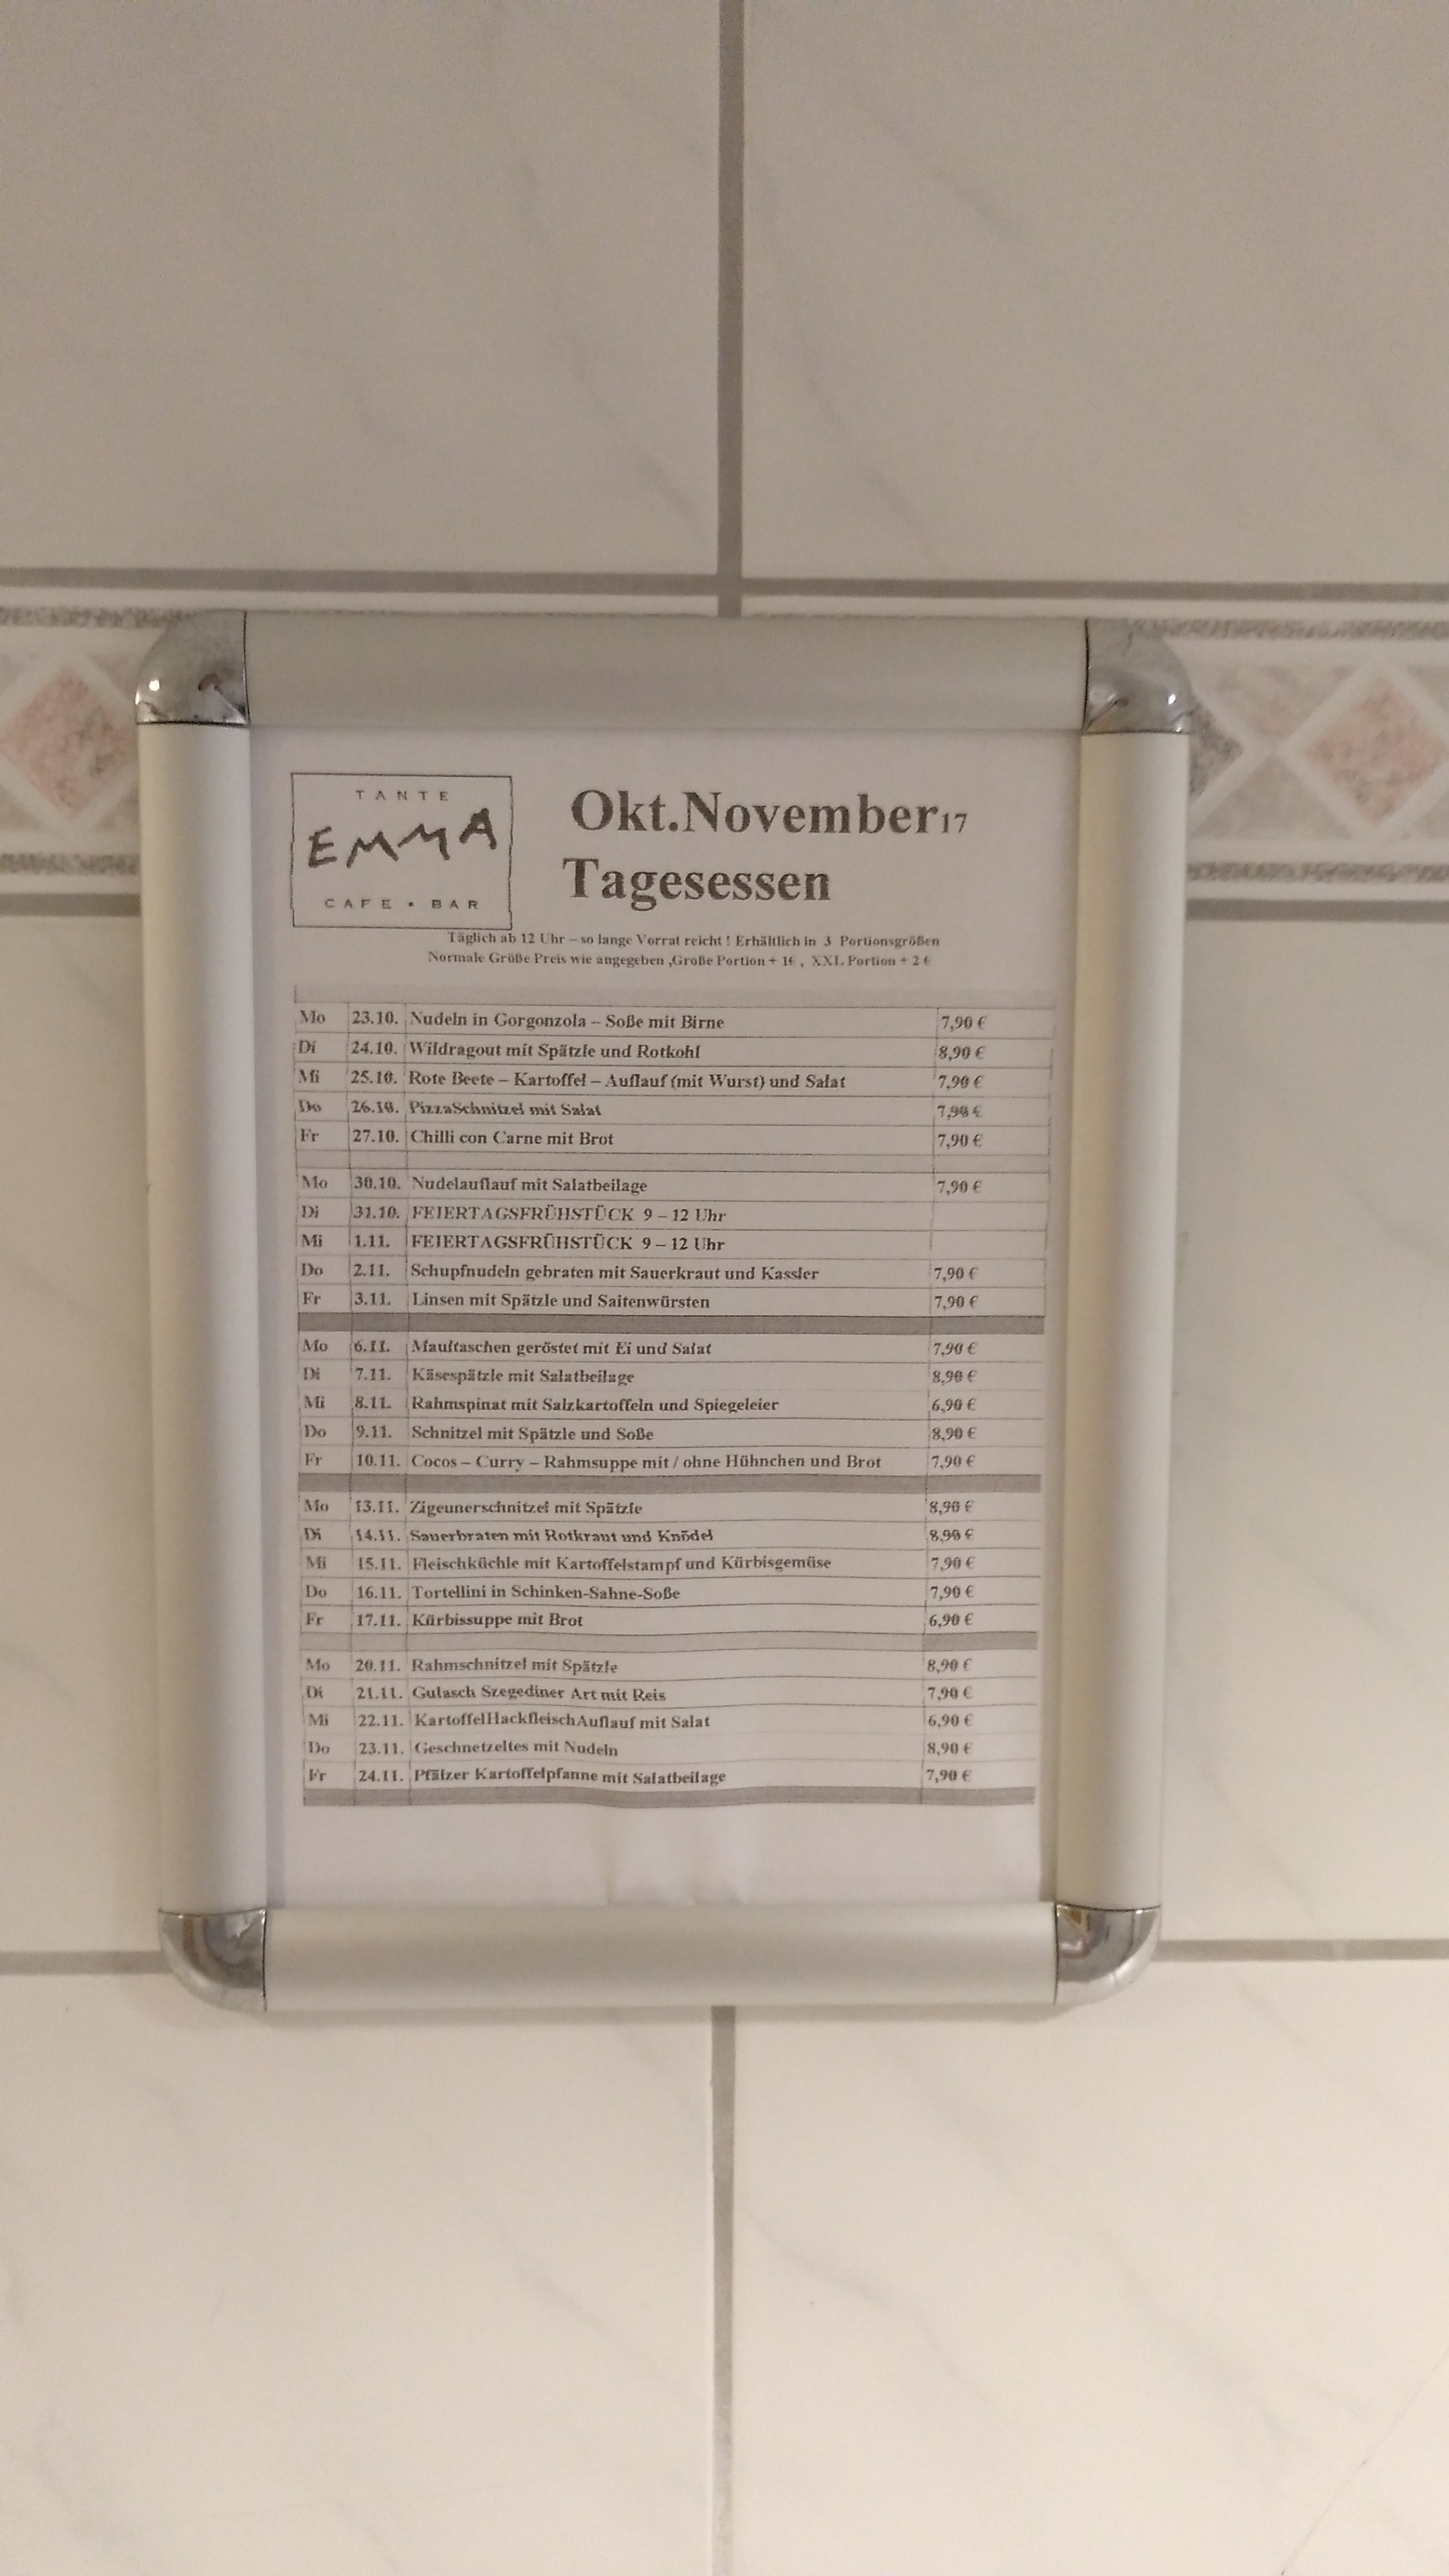 TANTE
EMMA
CAFE • BAR
Okt.November17
Tagesessen
Täglich ab 12 Uhr – so lange Vorrat reicht ! Erhältlich in 3 Portionsgrößen
Normale Größe Preis wie angegeben ,Große Portion + 1€ , XXL Portion + 2 €
Mo 23.10. Nudeln in Gorgonzola – Soße mit Birne 7,90 €
Di 24.10. Wildragout mit Spätzle und Rotkohl 8,90 €
Mi 25.10. Rote Beete – Kartoffel – Auflauf (mit Wurst) und Salat 7,90 €
Do 26.10. PizzaSchnitzel mit Salat 7,90 €
Fr 27.10. Chilli con Carne mit Brot 7,90 €
Mo 30.10. Nudelauflauf mit Salatbeilage 7,90 €
Di 31.10. FEIERTAGSFRÜHSTÜCK 9 – 12 Uhr
Mi 1.11. FEIERTAGSFRÜHSTÜCK 9 – 12 Uhr
Do 2.11. Schupfnudeln gebraten mit Sauerkraut und Kassler 7,90 €
Fr 3.11. Linsen mit Spätzle und Saitenwürsten 7,90 €
Mo 6.11. Maultaschen geröstet mit Ei und Salat 7,90 €
Di 7.11. Käsespätzle mit Salatbeilage 8,90 €
Mi 8.11. Rahmspinat mit Salzkartoffeln und Spiegeleier 6,90 €
Do 9.11. Schnitzel mit Spätzle und Soße 8,90 €
Fr 10.11. Cocos – Curry – Rahmsuppe mit / ohne Hühnchen und Brot 7,90 €
Mo 13.11. Zigeunerschnitzel mit Spätzle 8,90 €
Di 14.11. Sauerbraten mit Rotkraut und Knödel 8,90 €
Mi 15.11. Fleischküchle mit Kartoffelstampf und Kürbisgemüse 7,90 €
Do 16.11. Tortellini in Schinken-Sahne-Soße 7,90 €
Fr 17.11. Kürbissuppe mit Brot 6,90 €
Mo 20.11. Rahmschnitzel mit Spätzle 8,90 €
Di 21.11. Gulasch Szegediner Art mit Reis 7,90 €
Mi 22.11. KartoffelHackfleischAuflauf mit Salat 6,90 €
Do 23.11. Geschnetzeltes mit Nudeln 8,90 €
Fr 24.11. Pfälzer Kartoffelpfanne mit Salatbeilage 7,90 €